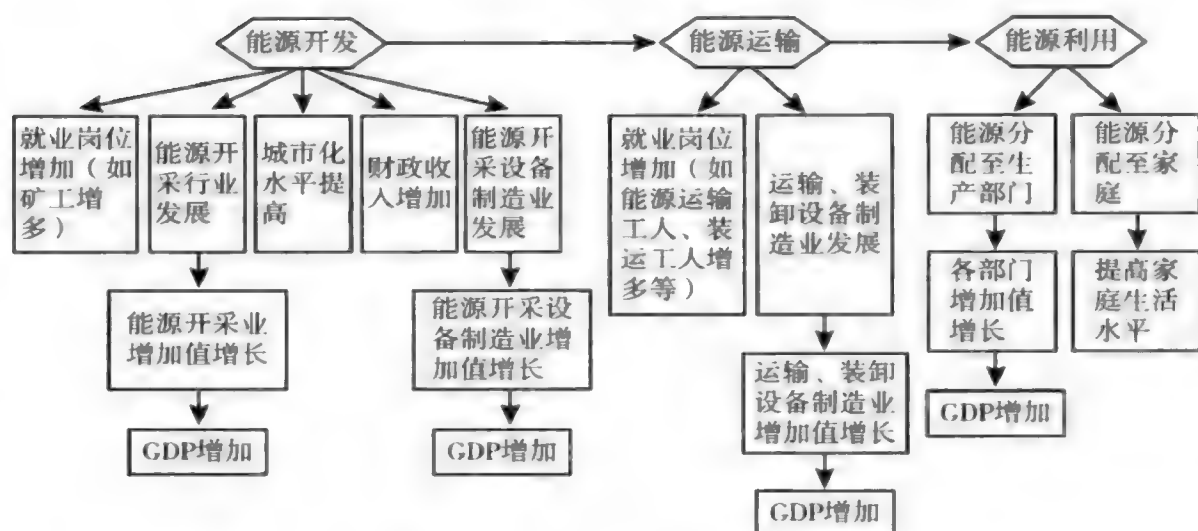 能源开发
能源运输
能源利用
就业岗位
增加（如
矿工增
多）
能源开
采行业
发展
城市化
水平提
高
财政收
入增加
能源开
采设备
制造业
发展
就业岗位
增加（如
能源运输
工人、装
运工人增
多等）
运输、装
卸设备制
造业发展
能源分
配至生
产部门
能源分
配至家
庭
能源开采业
增加值增长
能源开采设
备制造业增
加值增长
运输、装卸
设备制造业
增加值增长
各部门
增加值
增长
提高家
庭生活
水平
GDP增加
GDP增加
GDP增加
GDP增加